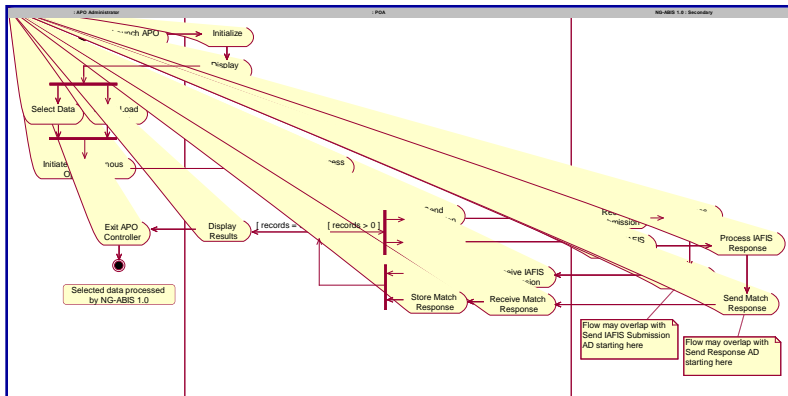 : APO Administrator
: POA
NG-ABIS 1.0 : Secondary
APO
Initialize
Display
Select Data
Load
Initiate
[ records =
[ records > 0 ]
Exit APO
Controller
Display
Results
Process IAFIS
Response
IAFIS
Store Match
Response
Receive Match
Response
Send Match
Response
Selected data processed
by NG-ABIS 1.0
Flow may overlap with
Send IAFIS Submission
AD starting here
Flow may overlap with
Send Response AD
starting here